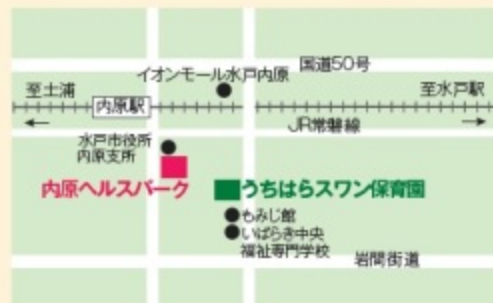 国道50号
イオンモール水戸内原
至土浦
至水戸駅
内原駅
JR常磐線
水戸市役所
内原支所
内原ヘルスパーク
うちはらスワン保育園
もみじ館
いばらき中央
福祉専門学校
岩間街道